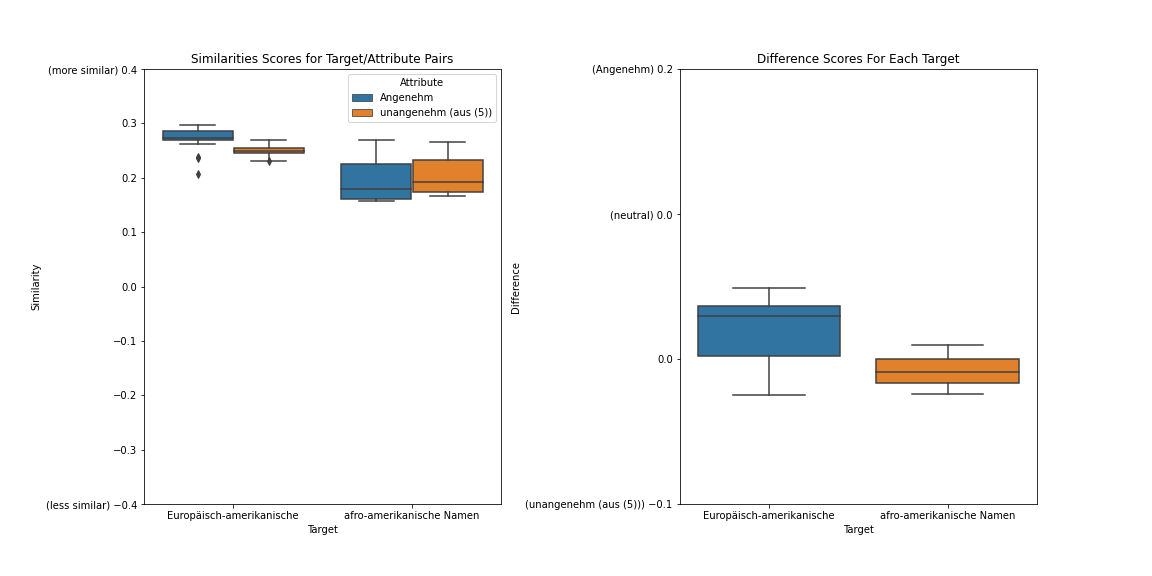 Similarities Scores for Target/Attribute Pairs
(more similar) 0.4
0.3
0.2
0.1
0.0
−0.1
−0.2
−0.3
(less similar) −0.4
Similarity
Attribute
Angenehm
unangenehm (aus (5))
Europäisch-amerikanische
afro-amerikanische Namen
Target
Difference Scores For Each Target
(Angenehm) 0.2
(neutral) 0.0
0.0
(unangenehm (aus (5))) −0.1
Difference
Europäisch-amerikanische
afro-amerikanische Namen
Target